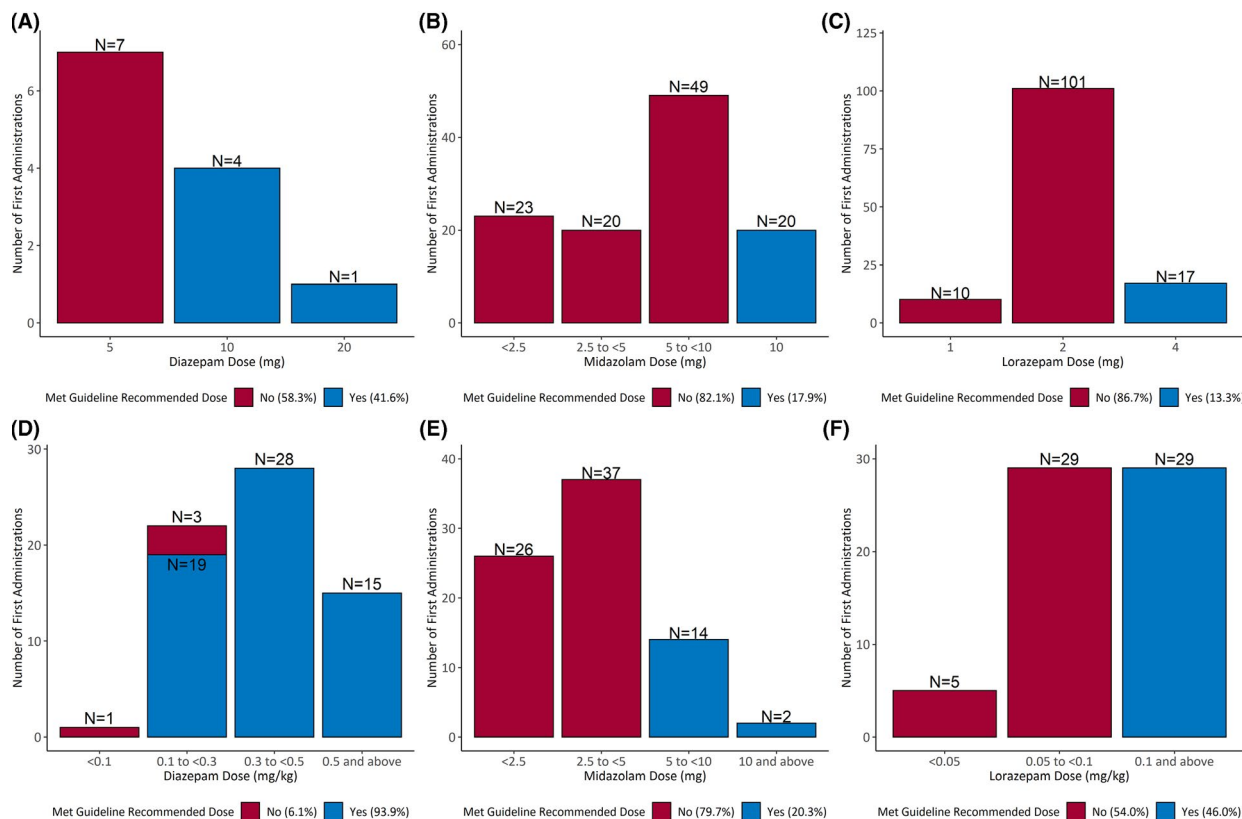 (A)
N=7
N=4
N=1
Number of First Administrations
0
2
4
6
5
10
20
Diazepam Dose (mg)
Met Guideline Recommended Dose No (58.3%) Yes (41.6%)
(B)
N=23
N=20
N=49
N=20
Number of First Administrations
0
20
40
60
<2.5
2.5 to <5
5 to <10
10
Midazolam Dose (mg)
Met Guideline Recommended Dose No (82.1%) Yes (17.9%)
(C)
N=10
N=101
N=17
Number of First Administrations
0
25
50
75
100
125
1
2
4
Lorazepam Dose (mg)
Met Guideline Recommended Dose No (86.7%) Yes (13.3%)
(D)
N=1
N=3
N=19
N=28
N=15
Number of First Administrations
0
10
20
30
<0.1
0.1 to <0.3
0.3 to <0.5
0.5 and above
Diazepam Dose (mg/kg)
Met Guideline Recommended Dose No (6.1%) Yes (93.9%)
(E)
N=26
N=37
N=14
N=2
Number of First Administrations
0
10
20
30
40
<2.5
2.5 to <5
5 to <10
10 and above
Midazolam Dose (mg)
Met Guideline Recommended Dose No (79.7%) Yes (20.3%)
(F)
N=5
N=29
N=29
Number of First Administrations
0
10
20
30
<0.05
0.05 to <0.1
0.1 and above
Lorazepam Dose (mg/kg)
Met Guideline Recommended Dose No (54.0%) Yes (46.0%)